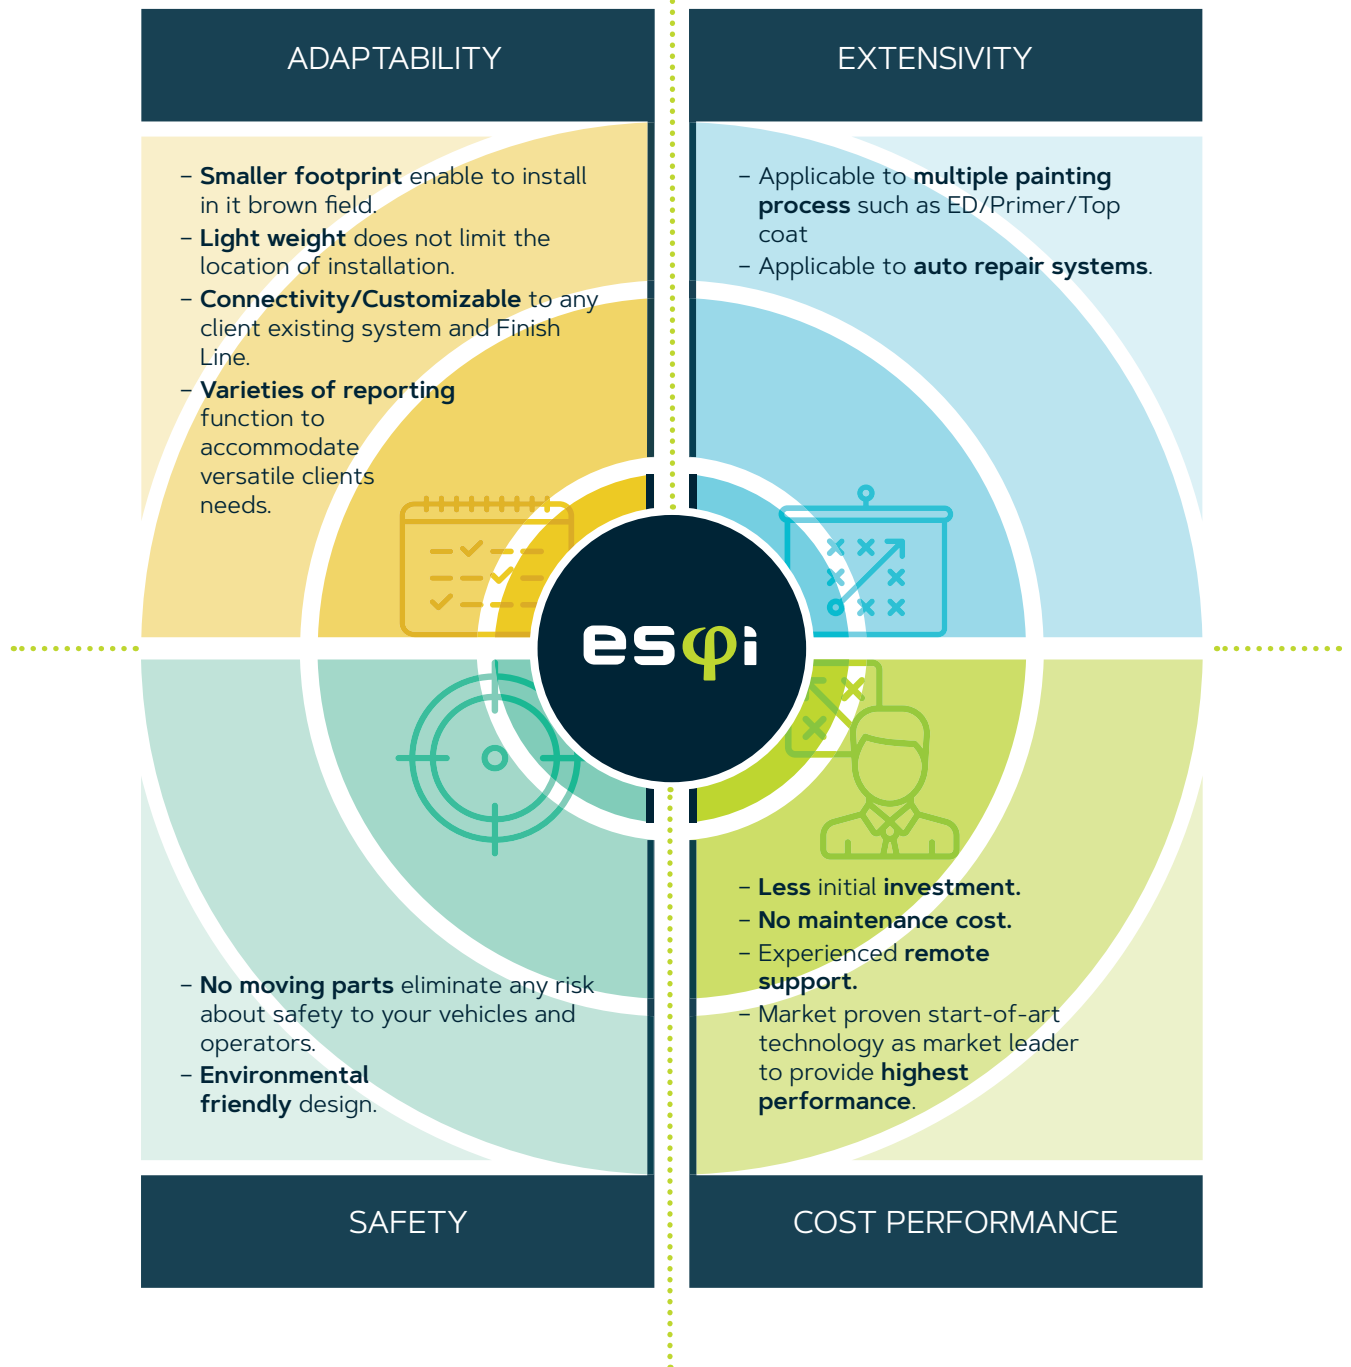 ADAPTABILITY
– Smaller footprint enable to install
in it brown field.
– Light weight does not limit the
location of installation.
– Connectivity/Customizable to any
client existing system and Finish
Line.
– Varieties of reporting
function to
accommodate
versatile clients
needs.
EXTENSIVITY
– Applicable to multiple painting
process such as ED/Primer/Top
coat
– Applicable to auto repair systems.
esφi
– No moving parts eliminate any risk
about safety to your vehicles and
operators.
– Environmental
friendly design.
SAFETY
– Less initial investment.
– No maintenance cost.
– Experienced remote
support.
– Market proven start-of-art
technology as market leader
to provide highest
performance.
COST PERFORMANCE